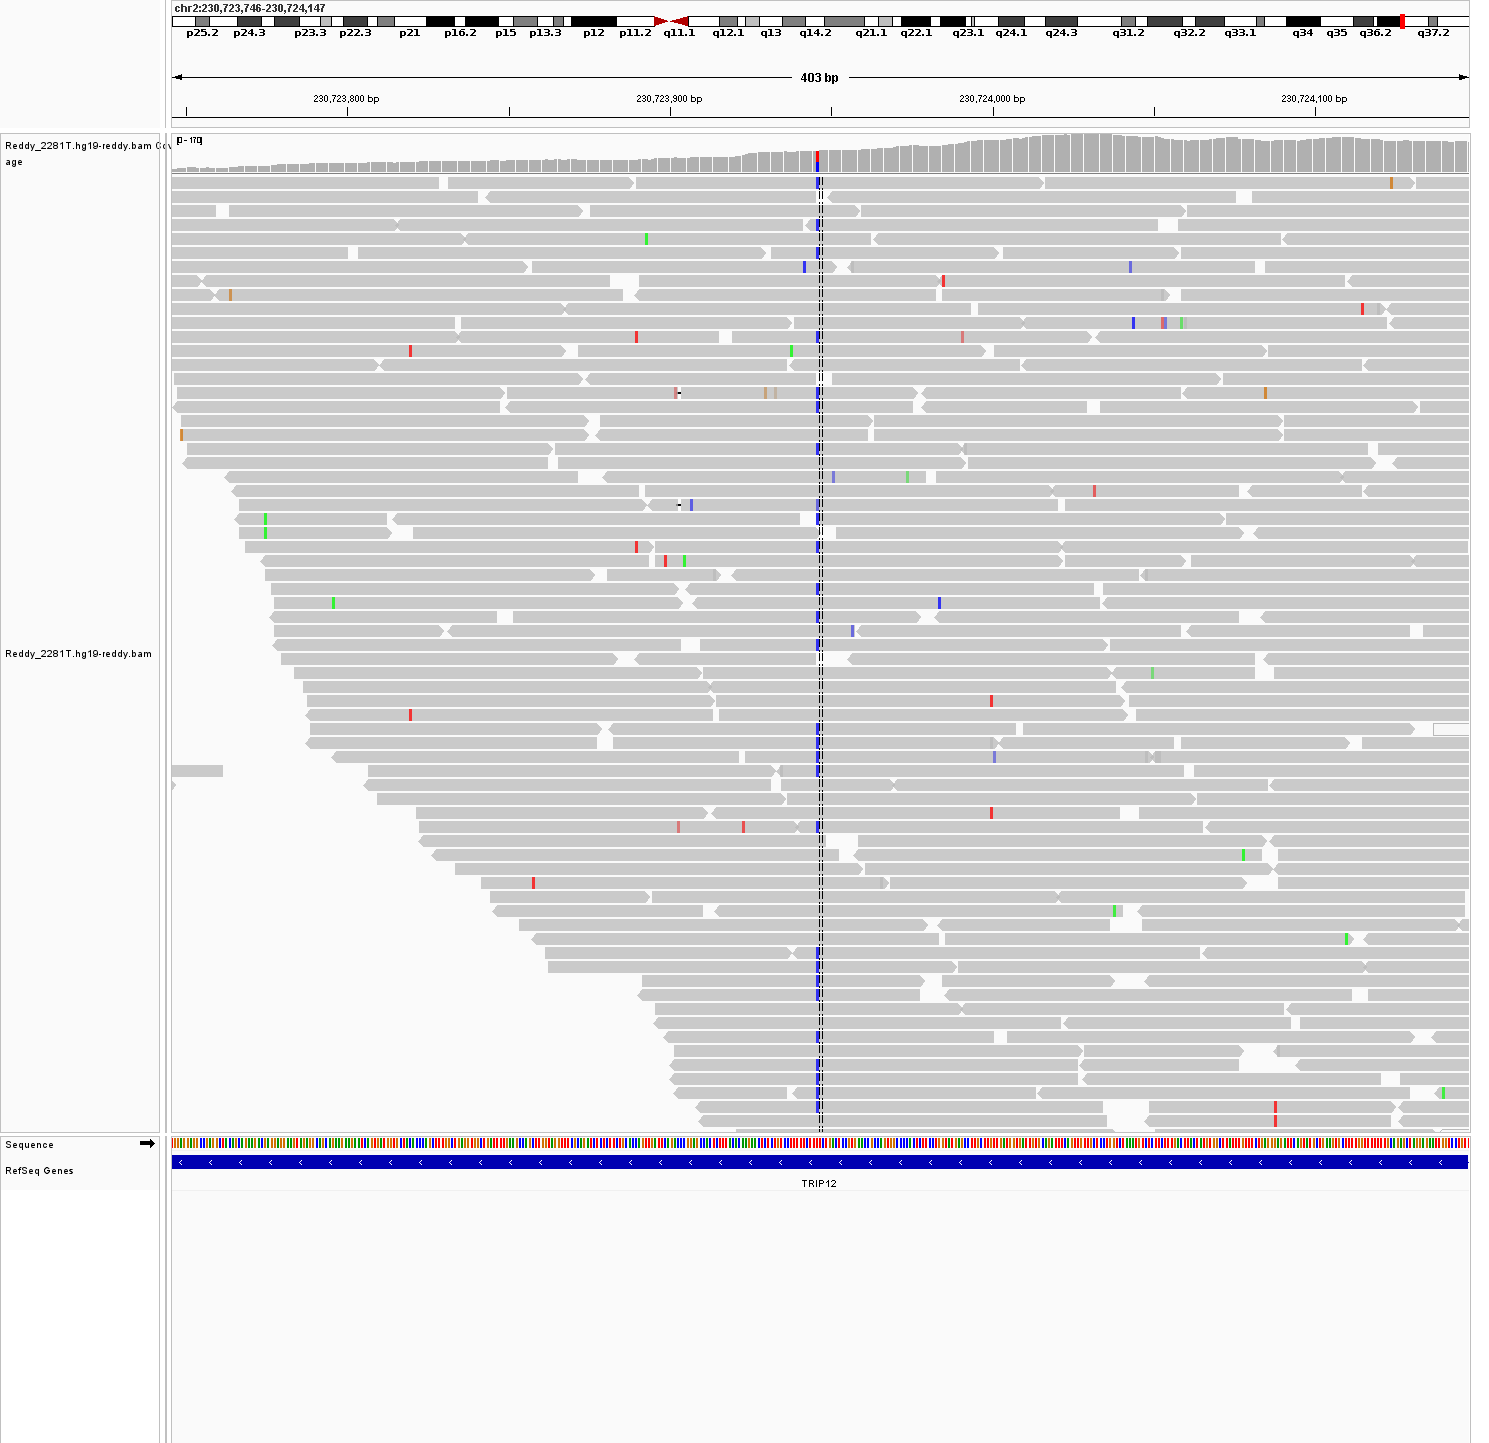 chr2:230,723,746-230,724,147
p25.2 p24.3 p23.3 p22.3 p21 p16.2 p15 p13.3 p12 p11.2 q11.1 q12.1 q13 q14.2 q21.1 q22.1 q23.1 q24.1 q24.3 q31.2 q32.2 q33.1 q34 q35 q36.2 q37.2
403 bp
230,723,800 bp 230,723,900 bp 230,724,000 bp 230,724,100 bp
[0 - 170]
Reddy_2281T.hg19-reddy.bam Cov
age
Reddy_2281T.hg19-reddy.bam
Sequence
RefSeq Genes
TRIP12